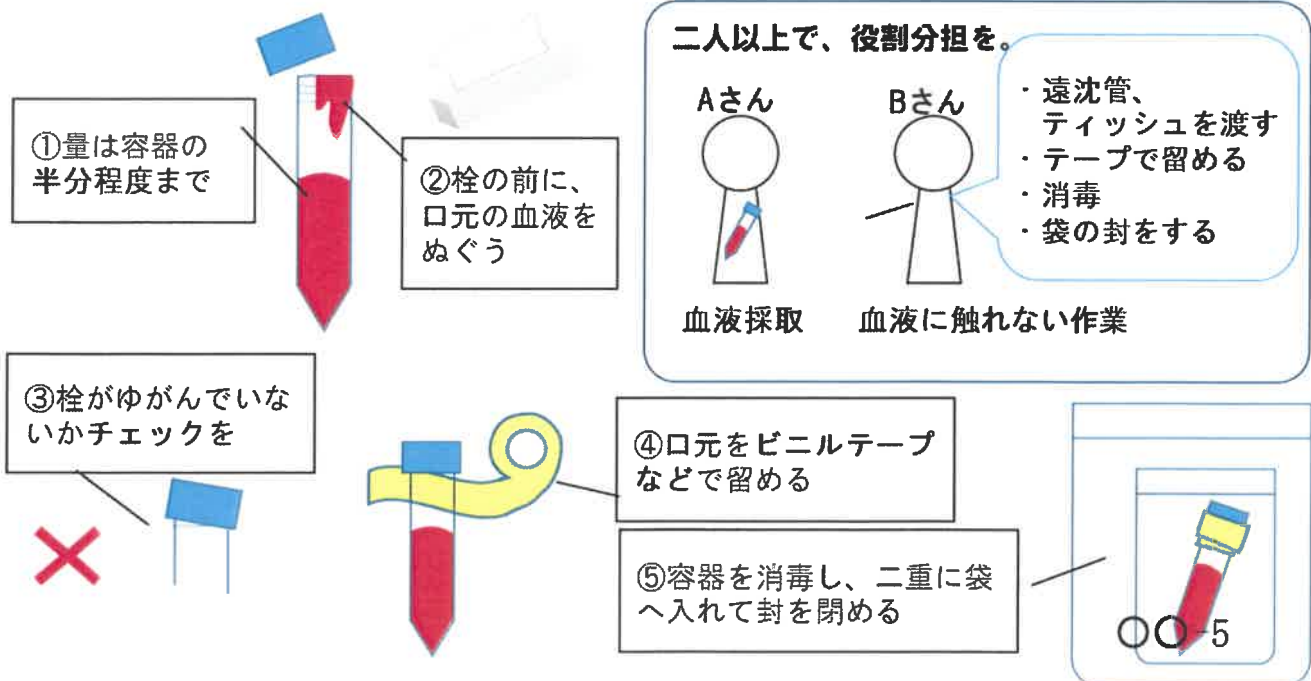 ①量は容器の
半分程度まで
②栓の前に、
口元の血液を
ぬぐう
二人以上で、役割分担を。
Aさん
Bさん
・遠沈管、
ティッシュを渡す
・テープで留める
・消毒
・袋の封をする
血液採取
血液に触れない作業
③栓がゆがんでいな
いかチェックを
④口元をビニルテープ
などで留める
⑤容器を消毒し、二重に袋
へ入れて封を閉める
〇〇-5